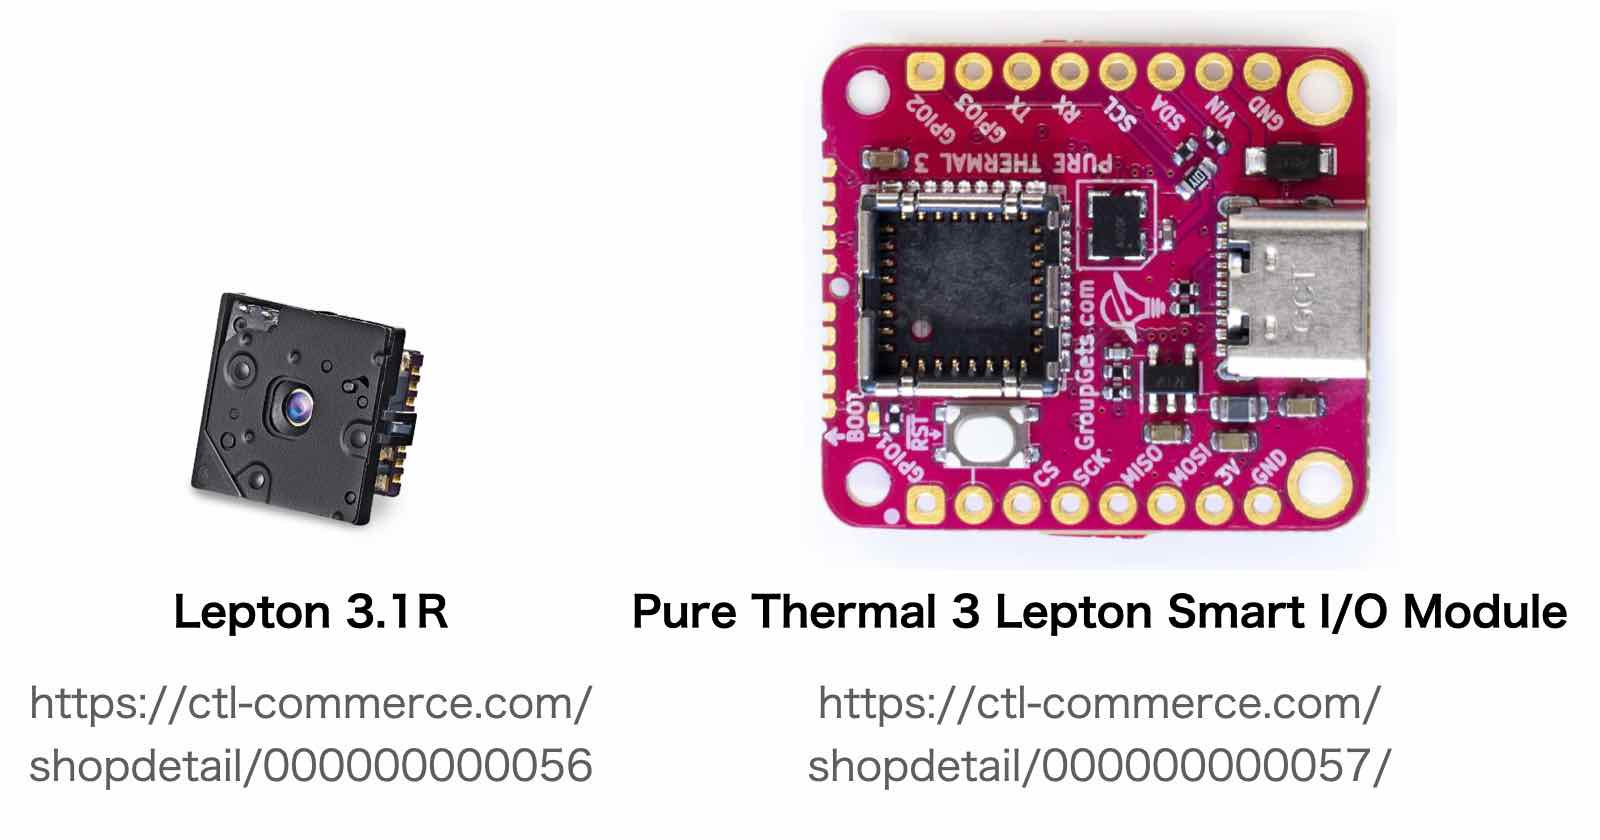 GPIO2
GPIO3
TX
RX
SCL
SDA
VIN
GND
PURE THERMAL 3
GCT
GroupGets.com
BOOT
GPIO1
RST
CS
SCK
MISO
MOSI
3V
GND
Lepton 3.1R
Pure Thermal 3 Lepton Smart I/O Module
https://ctl-commerce.com/
shopdetail/000000000056
https://ctl-commerce.com/
shopdetail/000000000057/